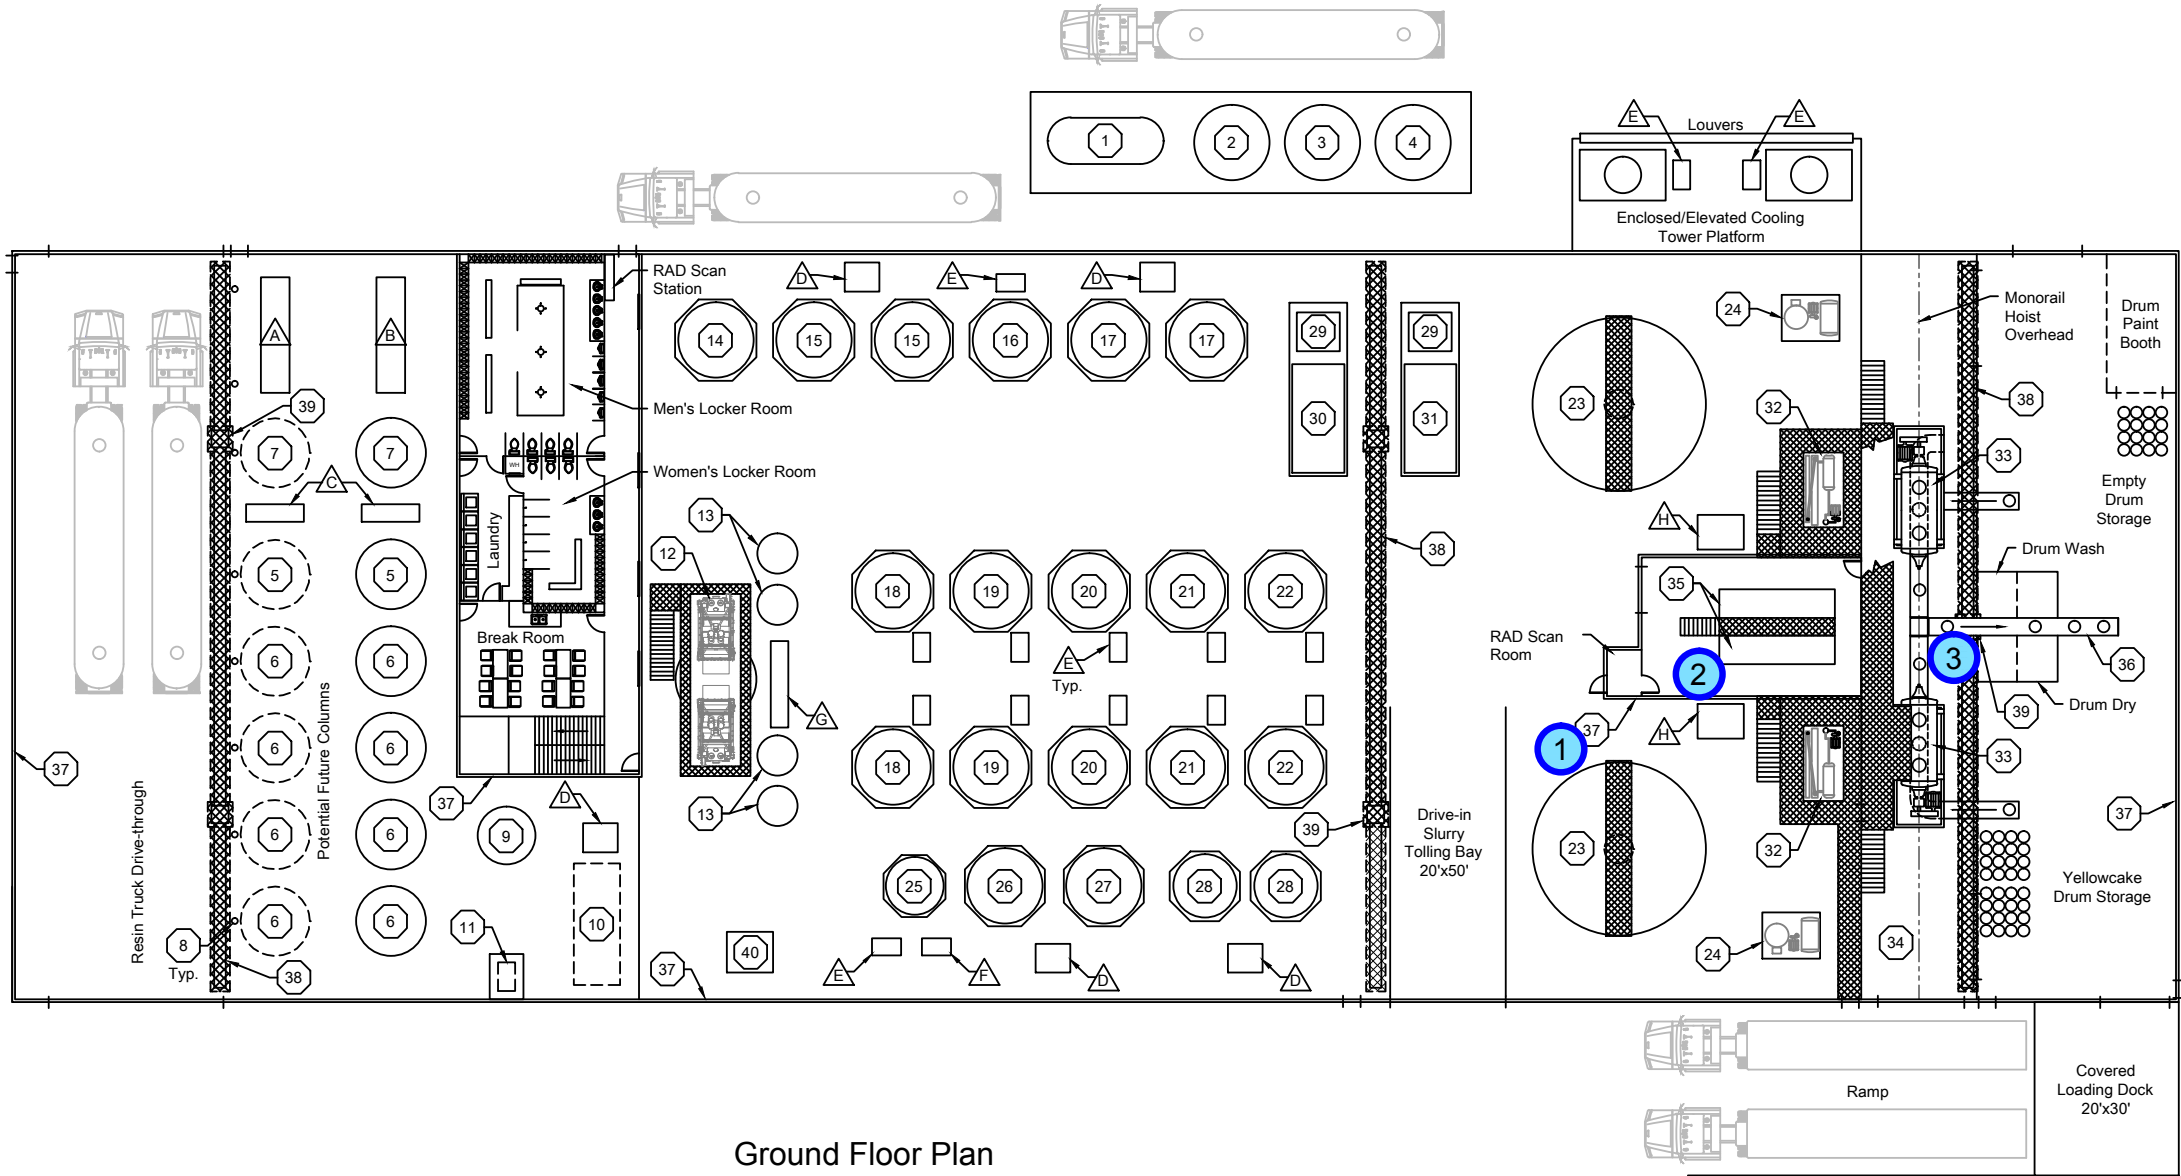 1
2
3
4
E
Louvers
E
Enclosed/Elevated Cooling
Tower Platform
A
B
RAD Scan
Station
D
E
D
14
15
15
16
17
17
29
29
30
31
24
Monorail
Hoist
Overhead
Drum
Paint
Booth
39
Men's Locker Room
7
7
C
WH
Women's Locker Room
Laundry
23
32
38
33
Empty
Drum
Storage
13
12
H
38
Drum Wash
5
5
18
19
20
21
22
35
Break Room
RAD Scan
Room
E
Typ.
2
3
36
6
6
Potential Future Columns
G
H
39
Drum Dry
37
1
37
6
6
18
19
20
21
22
33
37
37
D
13
39
Drive-in
Slurry
Tolling Bay
20'x50'
23
32
37
Resin Truck Drive-through
6
6
9
25
26
27
28
28
Yellowcake
Drum Storage
8
Typ.
6
6
11
10
34
38
37
40
E
F
D
D
24
Ramp
Covered
Loading Dock
20'x30'
Ground Floor Plan